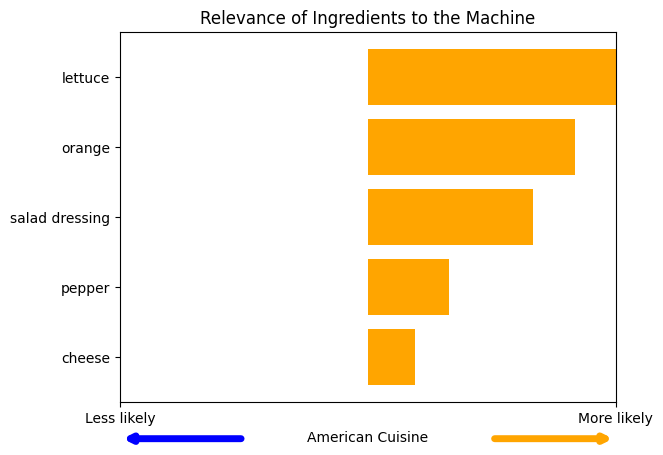 Relevance of Ingredients to the Machine
lettuce
orange
salad dressing
pepper
cheese
Less likely
More likely
American Cuisine